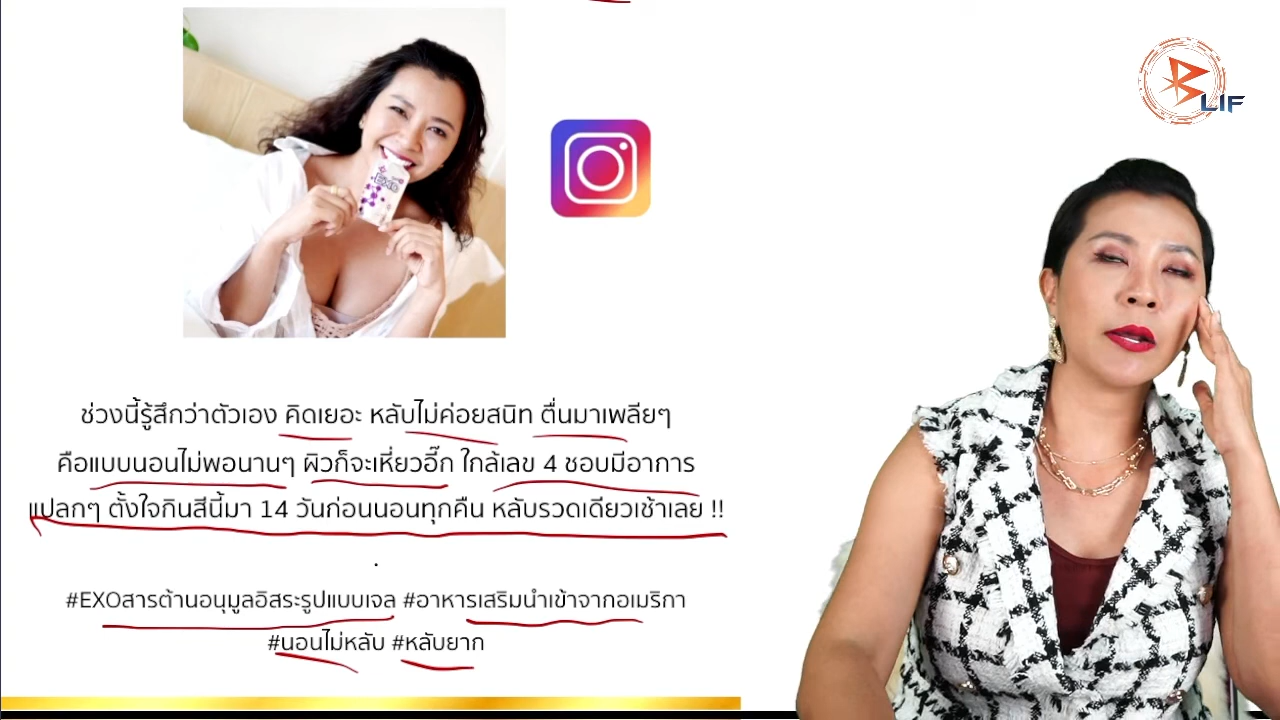 BLIF
EXO
ช่วงนี้รู้สึกว่าตัวเอง คิดเยอะ หลับไม่ค่อยสนิท ตื่นมาเพลียๆ
คือแบบนอนไม่พอนานๆ ผิวก็จะเหี่ยวอี๊ก ใกล้เลข 4 ชอบมีอาการ
แปลกๆ ตั้งใจกินสีนี้มา 14 วันก่อนนอนทุกคืน หลับรวดเดียวเช้าเลย !!
.
#EXOสารต้านอนุมูลอิสระรูปแบบเจล #อาหารเสริมนำเข้าจากอเมริกา
#นอนไม่หลับ #หลับยาก